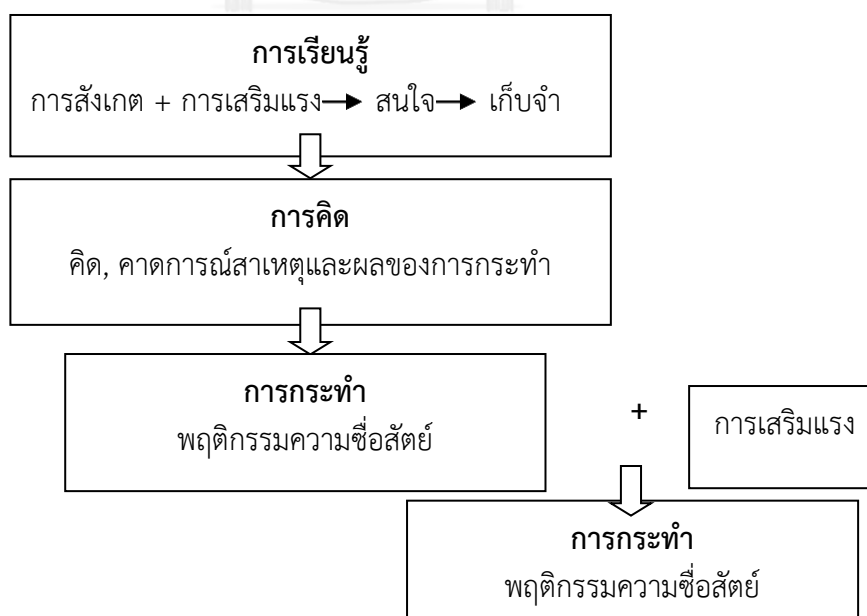 การเรียนรู้
การสังเกต + การเสริมแรง→ สนใจ→ เก็บจำ
การคิด
คิด, คาดการณ์สาเหตุและผลของการกระทำ
การกระทำ
พฤติกรรมความซื่อสัตย์
+
การเสริมแรง
การกระทำ
พฤติกรรมความซื่อสัตย์